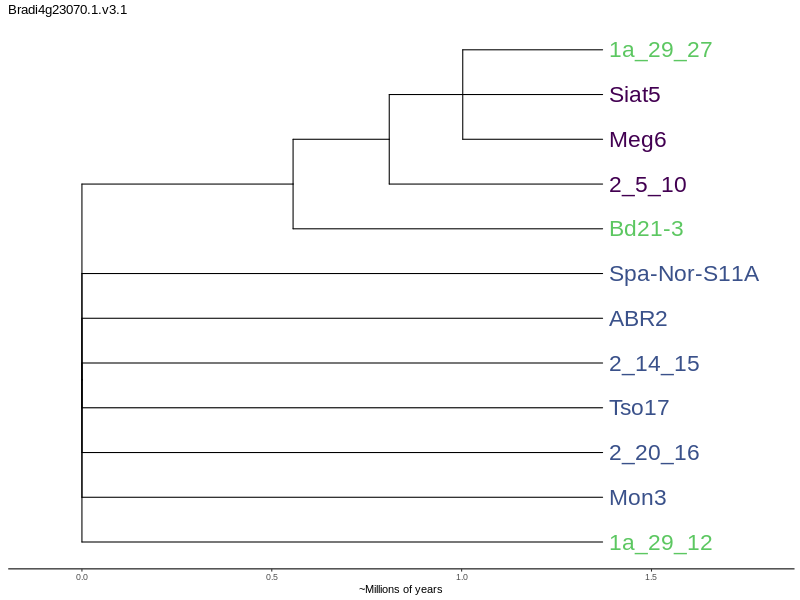 Bradi4g23070.1.v3.1
1a_29_27
Siat5
Meg6
2_5_10
Bd21-3
Spa-Nor-S11A
ABR2
2_14_15
Tso17
2_20_16
Mon3
1a_29_12
0.0 0.5 1.0 1.5
~Millions of years